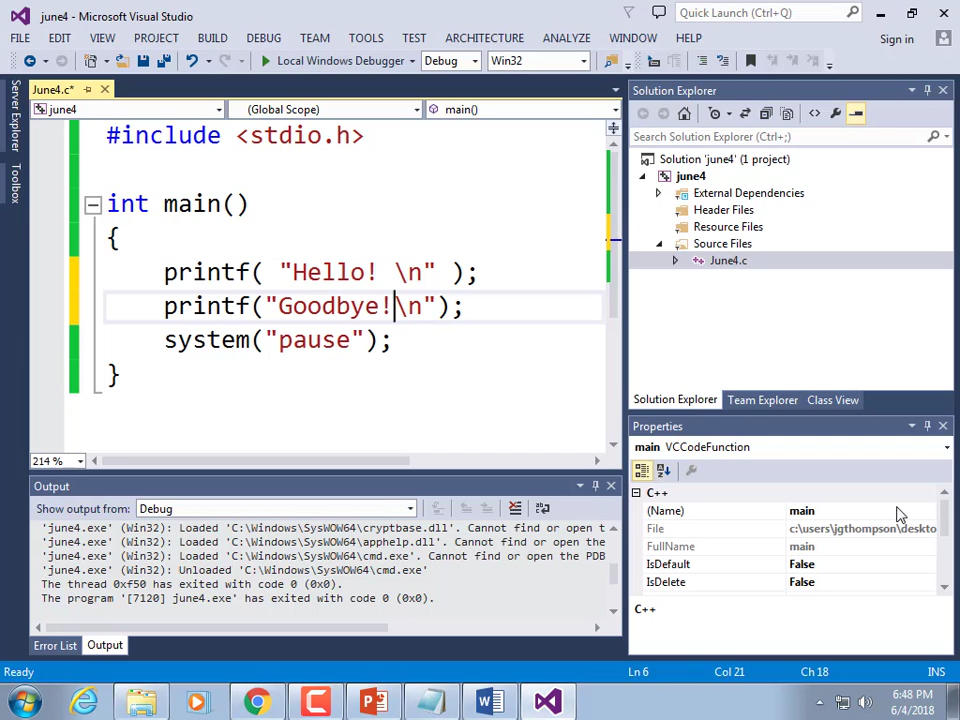 june4 - Microsoft Visual Studio
Quick Launch (Ctrl+Q)
FILE EDIT VIEW PROJECT BUILD DEBUG TEAM TOOLS TEST ARCHITECTURE ANALYZE WINDOW HELP Sign in
Local Windows Debugger Debug Win32
Server Explorer
Toolbox
June4.c*
june4 (Global Scope) main()
#include <stdio.h>
int main()
{
printf( "Hello! \n" );
printf("Goodbye!\n");
system("pause");
}
214 %
Output
Show output from: Debug
'june4.exe' (Win32): Loaded 'C:\Windows\SysWOW64\cryptbase.dll'. Cannot find or open t
'june4.exe' (Win32): Loaded 'C:\Windows\SysWOW64\apphelp.dll'. Cannot find or open the
'june4.exe' (Win32): Loaded 'C:\Windows\SysWOW64\cmd.exe'. Cannot find or open the PDB
'june4.exe' (Win32): Unloaded 'C:\Windows\SysWOW64\cmd.exe'
The thread 0xf50 has exited with code 0 (0x0).
The program '[7120] june4.exe' has exited with code 0 (0x0).
Error List Output
Solution Explorer
Search Solution Explorer (Ctrl+;)
Solution 'june4' (1 project)
june4
External Dependencies
Header Files
Resource Files
Source Files
June4.c
Solution Explorer Team Explorer Class View
Properties
main VCCodeFunction
C++
(Name) main
File c:\users\jgthompson\deskto
FullName main
IsDefault False
IsDelete False
C++
Ready Ln 6 Col 21 Ch 18 INS
6:48 PM
6/4/2018